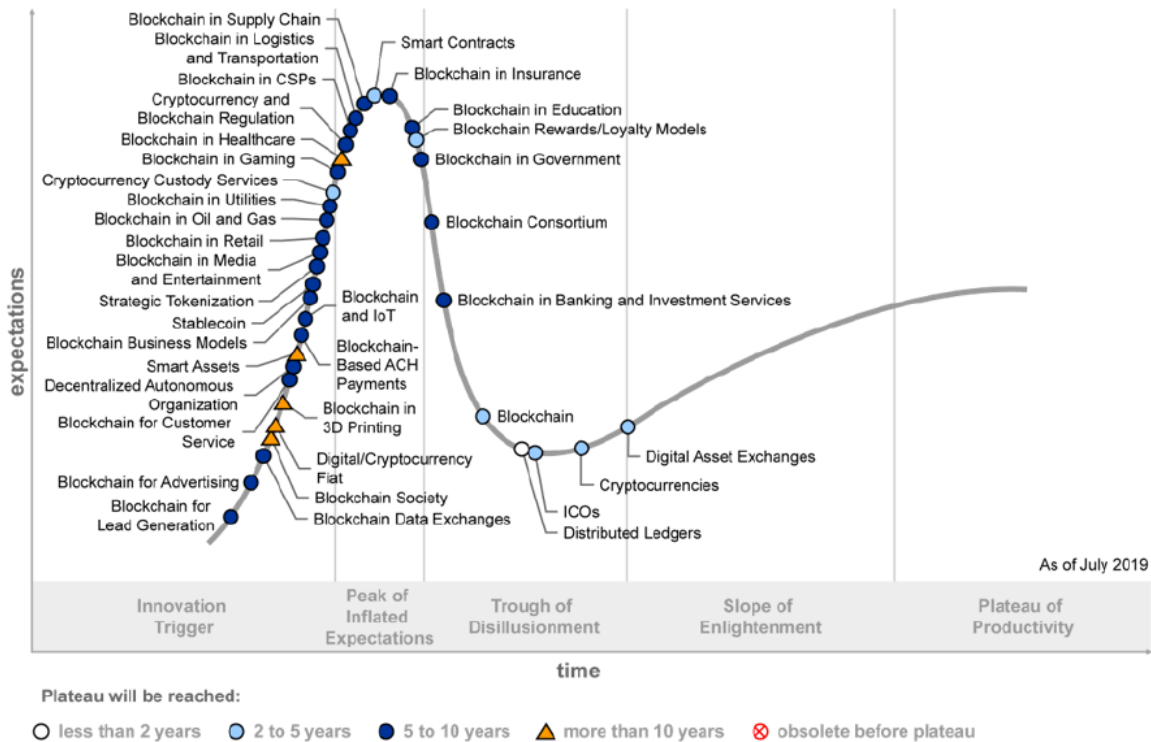 Blockchain in Supply Chain
Blockchain in Logistics
and Transportation
Blockchain in CSPs
Cryptocurrency and
Blockchain Regulation
Blockchain in Healthcare
Blockchain in Gaming
Cryptocurrency Custody Services
Blockchain in Utilities
Blockchain in Oil and Gas
Blockchain in Retail
Blockchain in Media
and Entertainment
Strategic Tokenization
Stablecoin
Blockchain Business Models
Smart Assets
Decentralized Autonomous
Organization
Blockchain for Customer
Service
Blockchain for Advertising
Blockchain for
Lead Generation
Smart Contracts
Blockchain in Insurance
Blockchain in Education
Blockchain Rewards/Loyalty Models
Blockchain in Government
Blockchain Consortium
Blockchain in Banking and Investment Services
Blockchain
and IoT
Blockchain-
Based ACH
Payments
Blockchain in
3D Printing
Digital/Cryptocurrency
Fiat
Blockchain Society
Blockchain Data Exchanges
Blockchain
Digital Asset Exchanges
Cryptocurrencies
ICOs
Distributed Ledgers
As of July 2019
expectations
Innovation
Trigger
Peak of
Inflated
Expectations
Trough of
Disillusionment
Slope of
Enlightenment
Plateau of
Productivity
time
Plateau will be reached:
less than 2 years
2 to 5 years
5 to 10 years
more than 10 years
obsolete before plateau